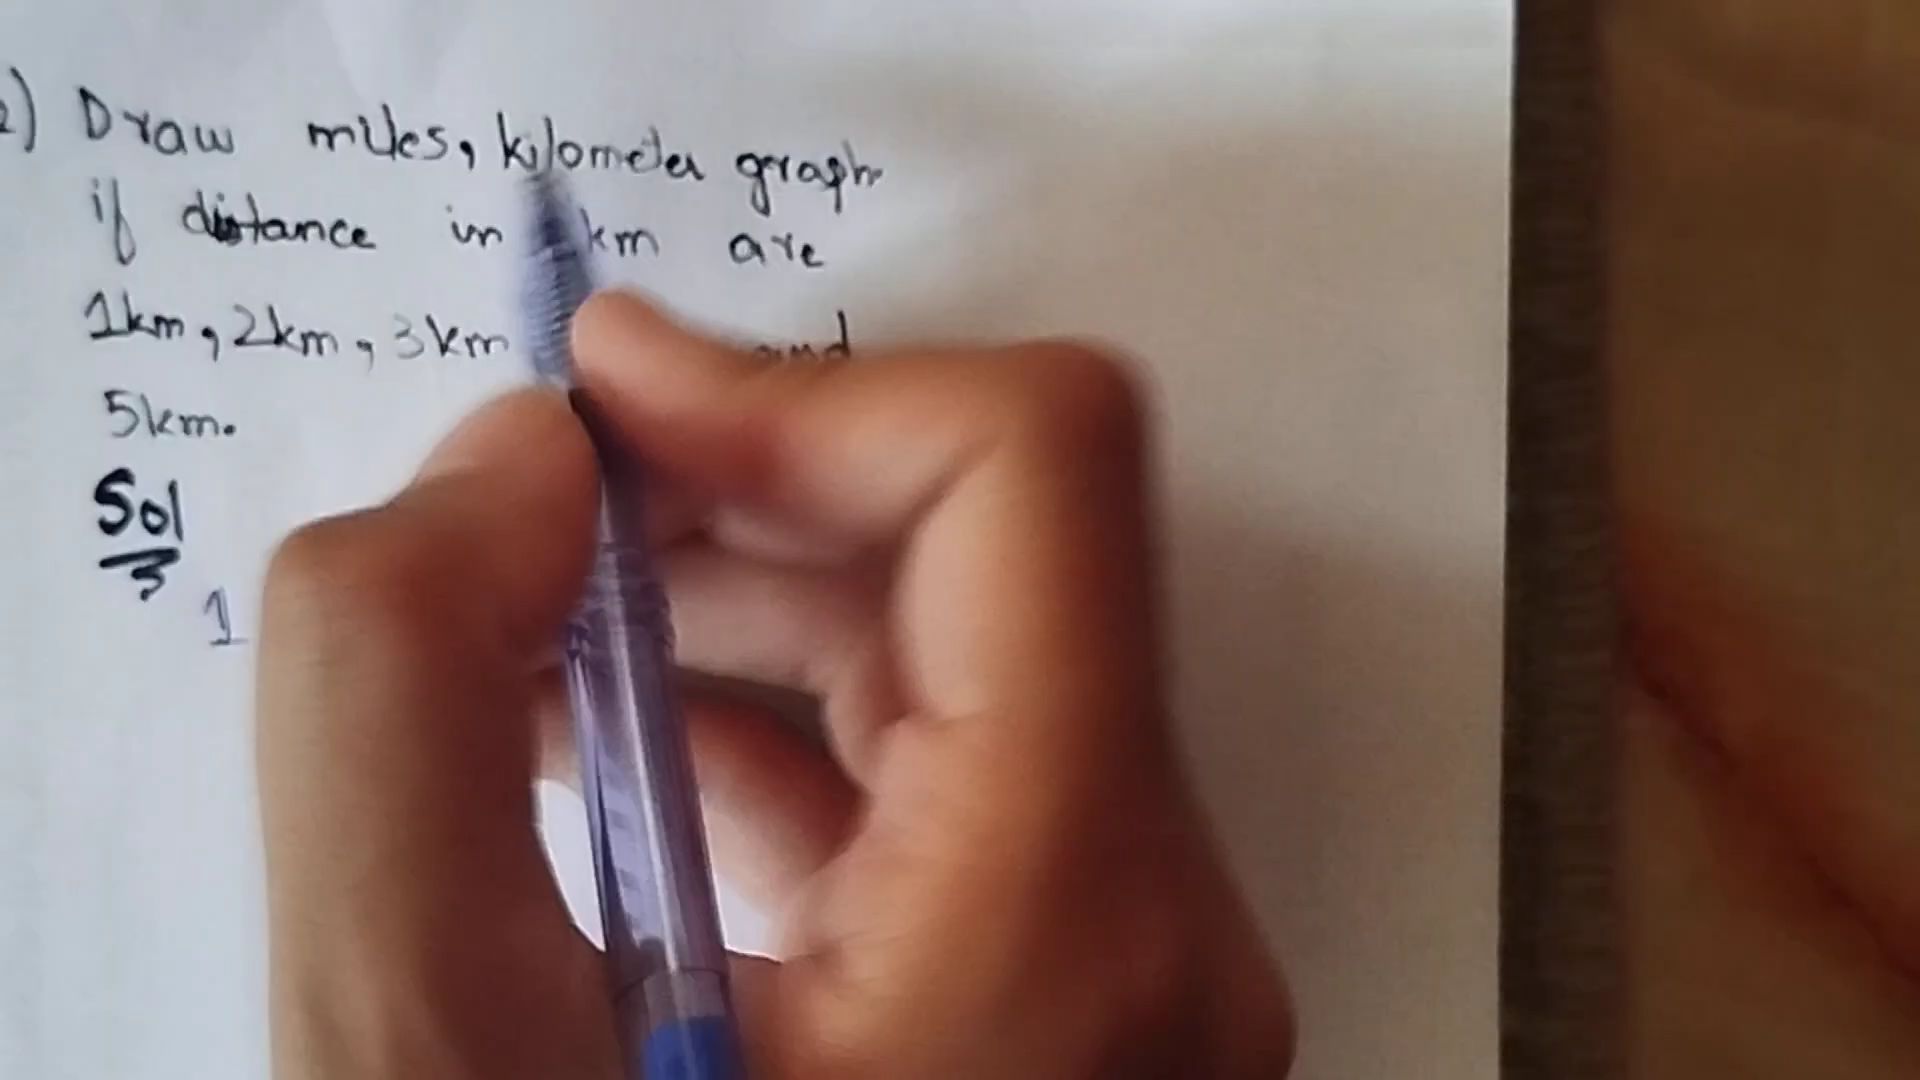 2) Draw miles, kilometer graph
if distance in km are
1km, 2km, 3km and
5km.
Sol
1